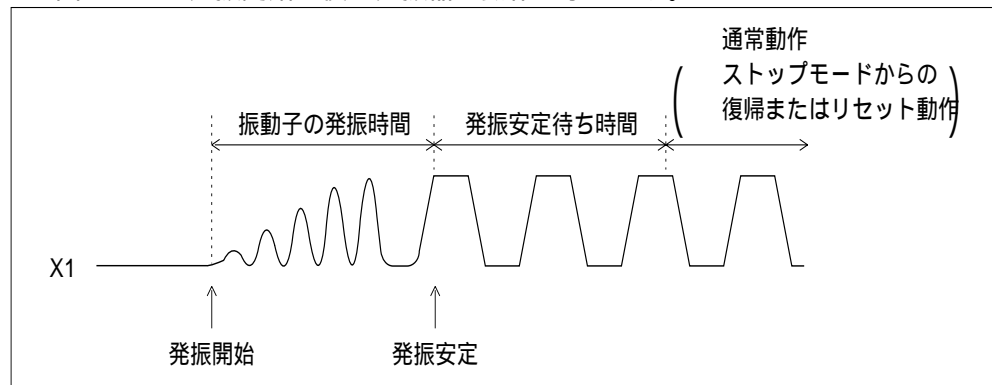 通常動作
ストップモードからの
復帰またはリセット動作
振動子の発振時間
発振安定待ち時間
X1
発振開始
発振安定